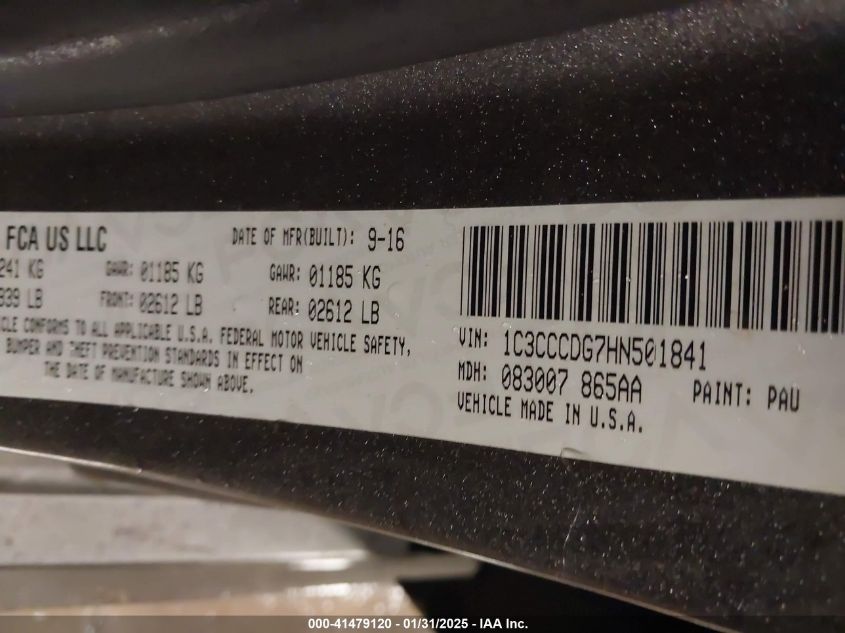 FCA US LLC
DATE OF MFR(BUILT): 9-16
241 KG GAWR: 01185 KG GAWR: 01185 KG
939 LB FRONT: 02612 LB REAR: 02612 LB
CLE CONFORMS TO ALL APPLICABLE U.S.A. FEDERAL MOTOR VEHICLE SAFETY,
BUMPER AND THEFT PREVENTION STANDARDS IN EFFECT ON
THE DATE OF MANUFACTURE SHOWN ABOVE.
VIN: 1C3CCCDG7HN501841
MDH: 083007 865AA PAINT: PAU
VEHICLE MADE IN U.S.A.
000-41479120 - 01/31/2025 - IAA Inc.